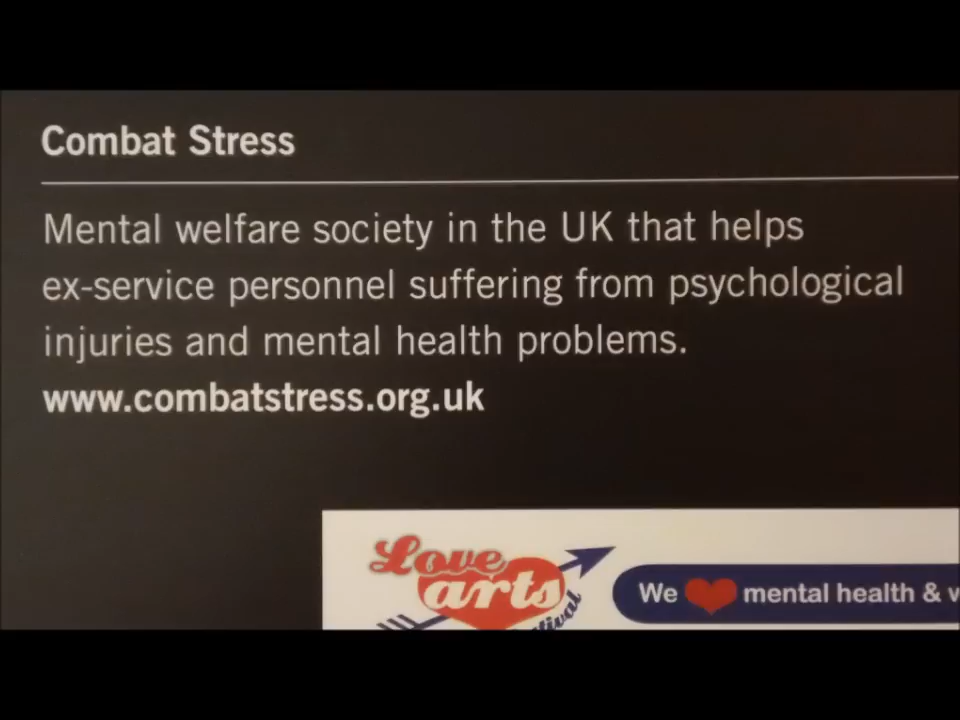 Combat Stress
Mental welfare society in the UK that helps
ex-service personnel suffering from psychological
injuries and mental health problems.
www.combatstress.org.uk
Love
arts
We ❤ mental health &